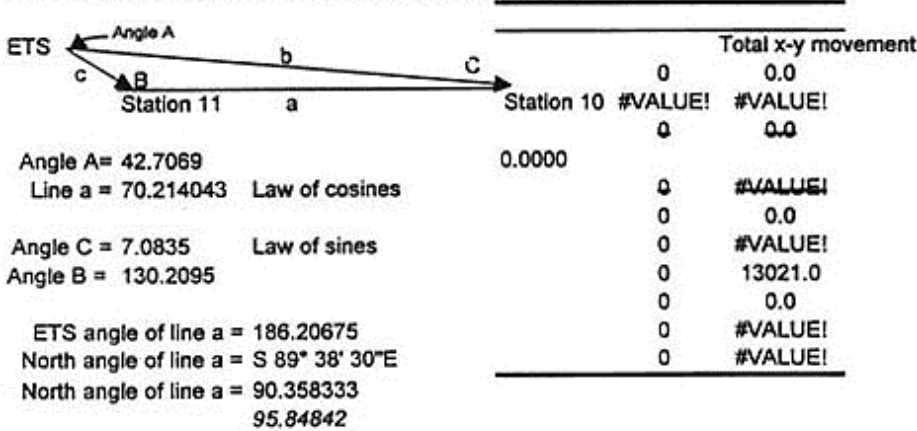 Angle A
ETS
b
Total x-y movement
c
B
C
0 0.0
Station 11 a
Station 10 #VALUE! #VALUE!
0 0.0
Angle A= 42.7069
0.0000
Line a = 70.214043 Law of cosines
0 #VALUE!
0 0.0
Angle C = 7.0835 Law of sines
0 #VALUE!
Angle B = 130.2095
0 13021.0
0 0.0
ETS angle of line a = 186.20675
0 #VALUE!
North angle of line a = S 89* 38' 30"E
0 #VALUE!
North angle of line a = 90.358333
95.84842